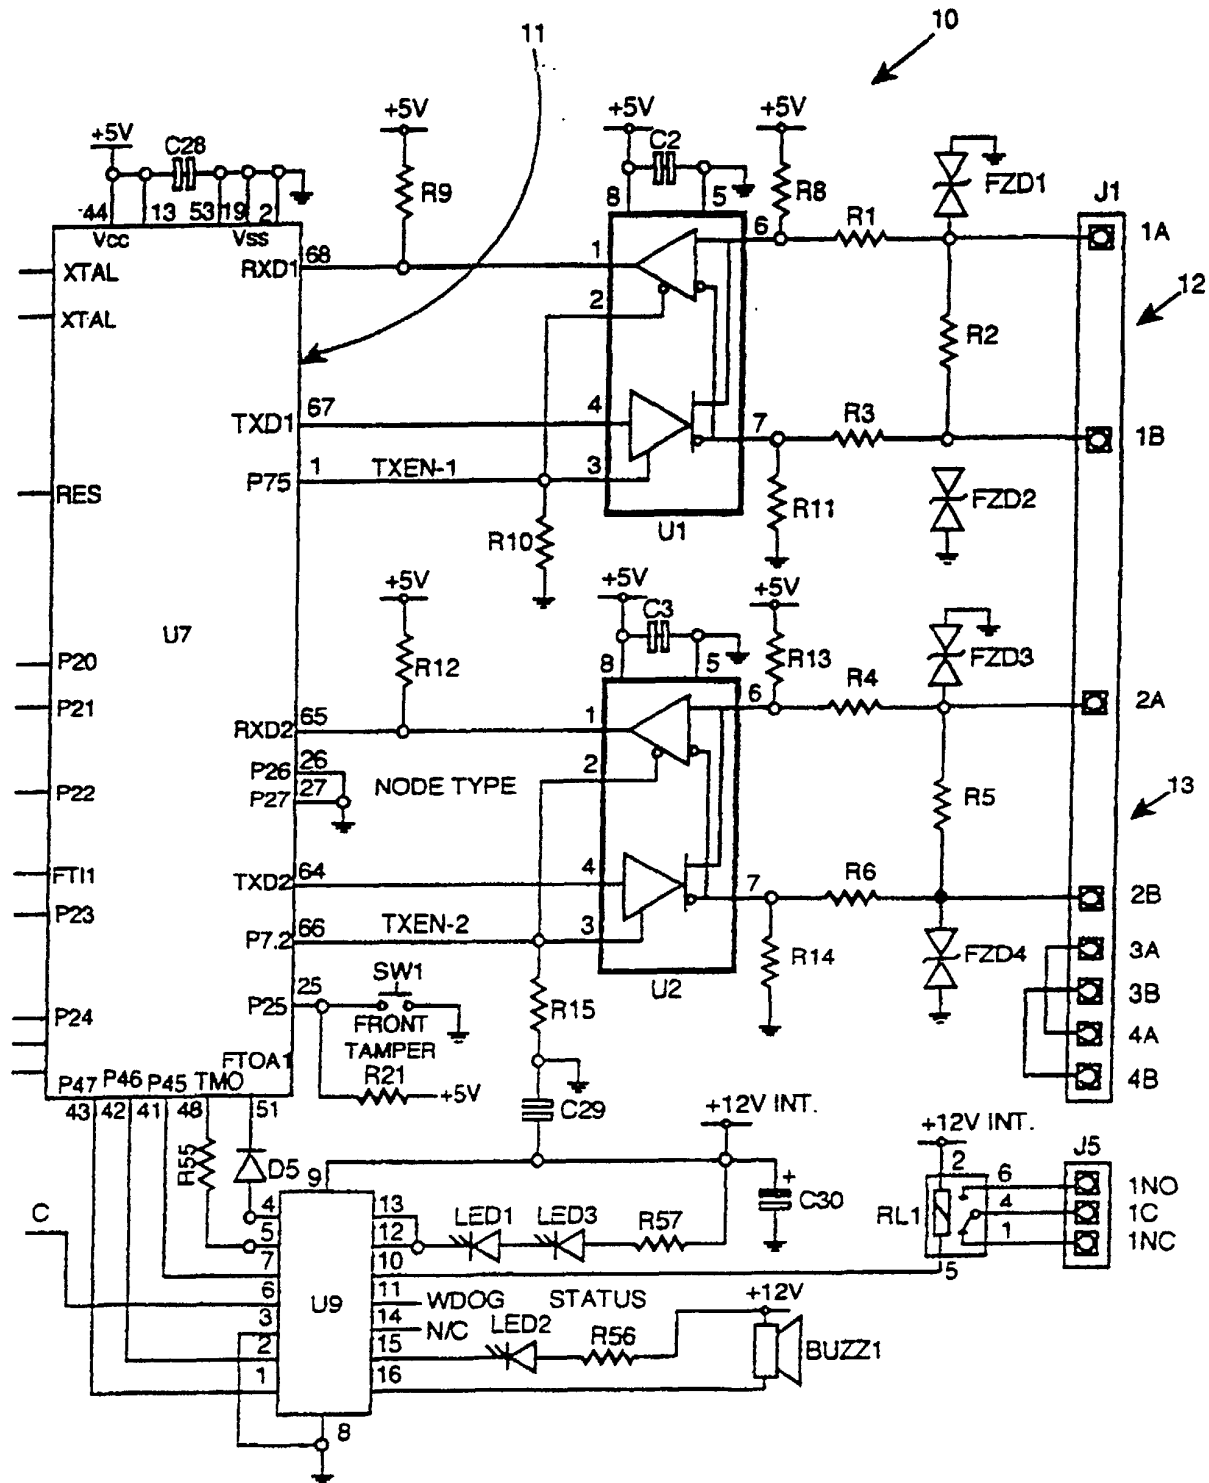 10
11
+5V
+5V
+5V
+5V
C28
C2
R9
R8
R1
FZD1
J1
1A
44
13
53
19
2
8
5
6
Vcc
Vss
XTAL
RXD1
68
1
2
12
XTAL
R2
TXD1
67
4
7
R3
1B
P75
1
TXEN-1
3
RES
R11
FZD2
R10
U1
+5V
+5V
+5V
C3
U7
R12
8
5
R13
FZD3
P20
6
R4
P21
RXD2
65
1
2A
P26
26
2
P27
27
NODE TYPE
P22
R5
13
FTI1
TXD2
64
4
7
R6
2B
P23
P7.2
66
TXEN-2
3
R14
FZD4
3A
SW1
U2
P25
25
R15
3B
P24
FRONT
TAMPER
4A
FTOA1
R21
+5V
4B
P47
P46
P45
TMO
43
42
41
48
51
C29
+12V INT.
+12V INT.
R55
D5
9
2
J5
C30
+
6
1NO
C
4
13
LED1
LED3
R57
RL1
4
1C
5
12
1
1NC
7
10
5
6
U9
11
WDOG
STATUS
+12V
3
14
N/C
LED2
R56
2
15
BUZZ1
1
16
8